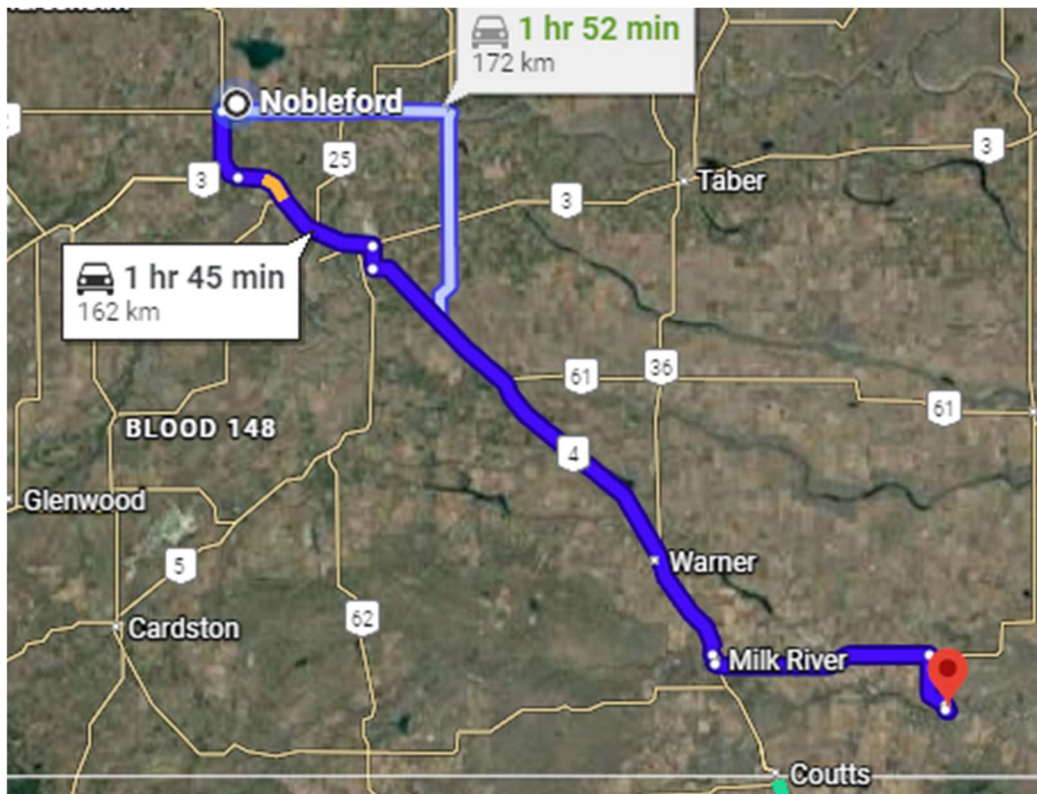 1 hr 52 min
172 km
Nobleford
25
3
3
3
Taber
1 hr 45 min
162 km
61
36
61
BLOOD 148
4
Glenwood
5
Warner
62
Cardston
Milk River
Coutts